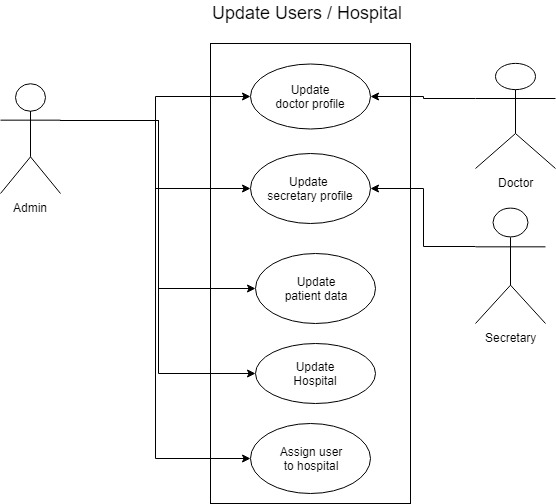 Update Users / Hospital
Update
doctor profile
Admin
Doctor
Update
secretary profile
Update
patient data
Secretary
Update
Hospital
Assign user
to hospital